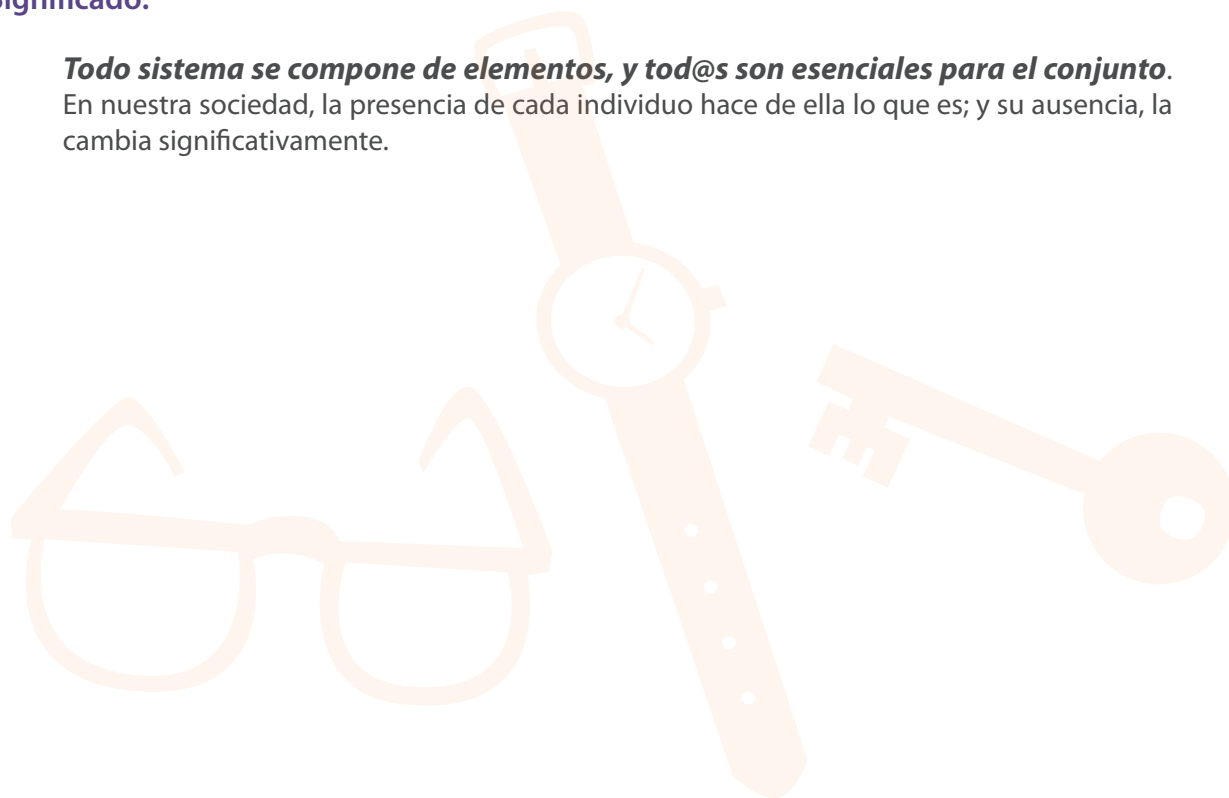 Significado:
Todo sistema se compone de elementos, y tod@s son esenciales para el conjunto.
En nuestra sociedad, la presencia de cada individuo hace de ella lo que es; y su ausencia, la
cambia significativamente.